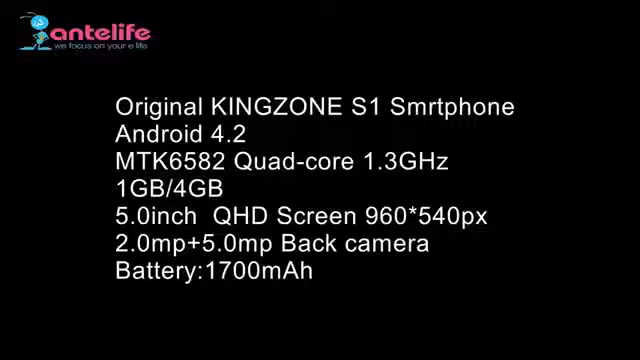 antelife
we focus on your e life
Original KINGZONE S1 Smrtphone
Android 4.2
MTK6582 Quad-core 1.3GHz
1GB/4GB
5.0inch  QHD Screen 960*540px
2.0mp+5.0mp Back camera
Battery:1700mAh